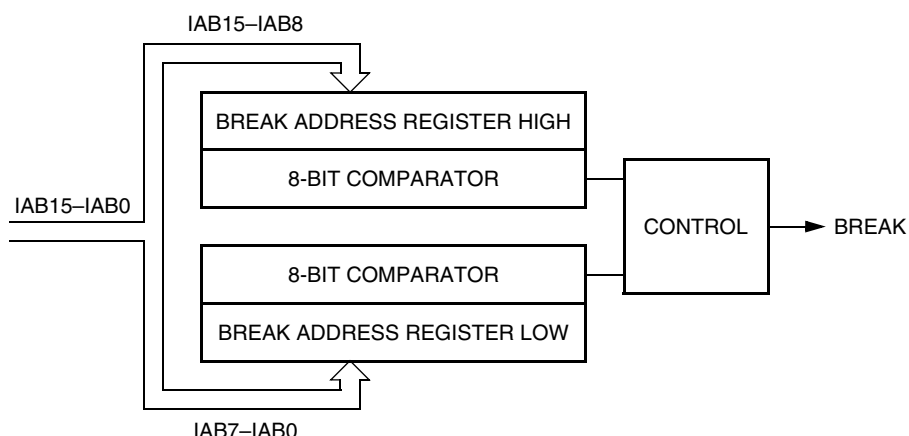 IAB15–IAB8
BREAK ADDRESS REGISTER HIGH
8-BIT COMPARATOR
IAB15–IAB0
CONTROL
BREAK
8-BIT COMPARATOR
BREAK ADDRESS REGISTER LOW
IAB7–IAB0